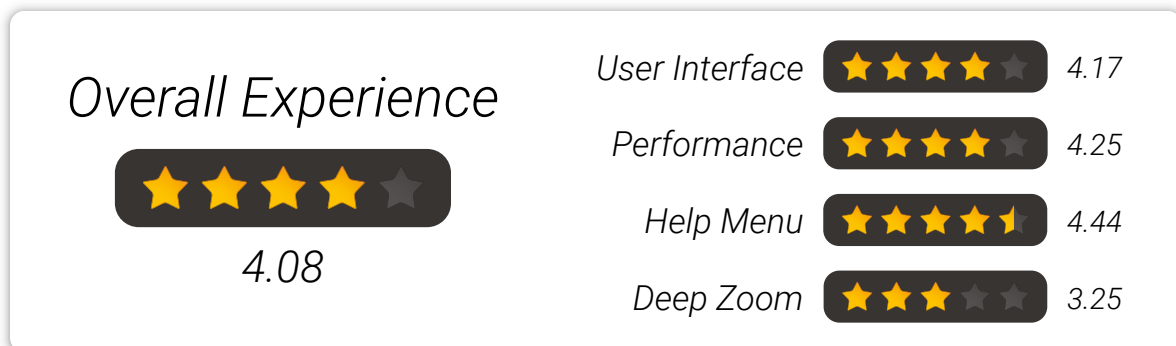 Overall Experience
4.08
User Interface 4.17
Performance 4.25
Help Menu 4.44
Deep Zoom 3.25